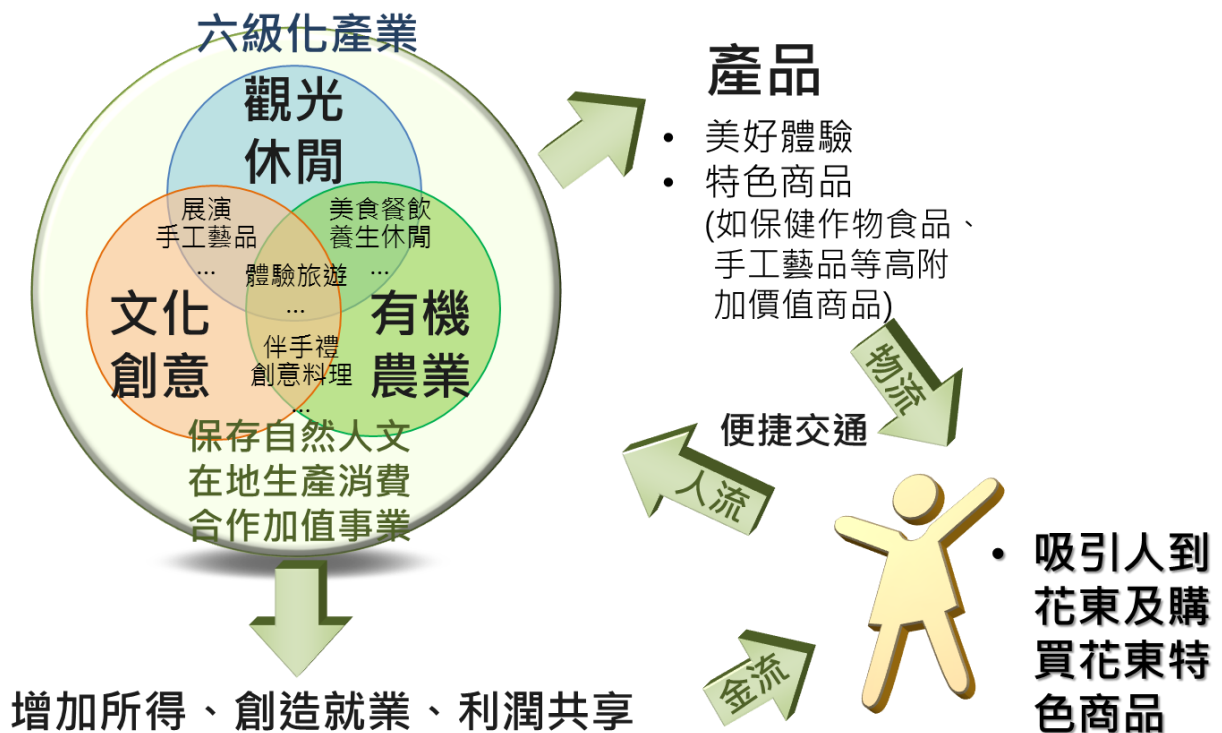 六級化產業
觀光
休閒
展演
手工藝品
...
美食餐飲
養生休閒
...
體驗旅遊
...
文化
創意
有機
農業
伴手禮
創意料理
...
保存自然人文
在地生產消費
合作加值事業
產品
• 美好體驗
• 特色商品
(如保健作物食品、
手工藝品等高附
加價值商品)
物流
便捷交通
人流
• 吸引人到
花東及購
買花東特
色商品
金流
增加所得、創造就業、利潤共享